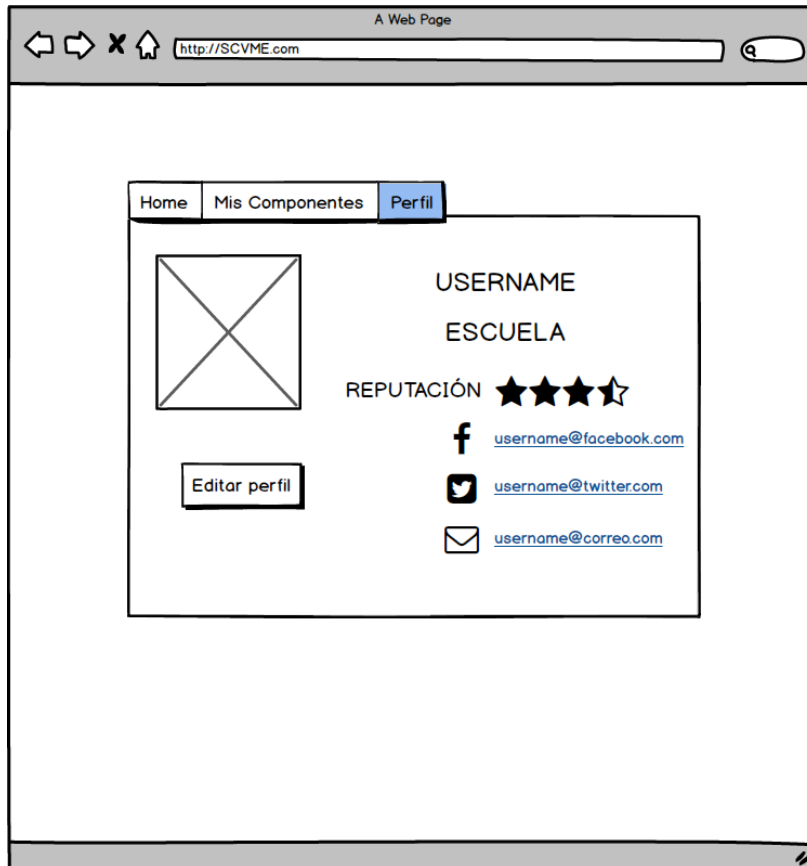 A Web Page
http://SCVME.com
Home Mis Componentes Perfil
USERNAME
ESCUELA
REPUTACIÓN
username@facebook.com
Editar perfil
username@twitter.com
username@correo.com